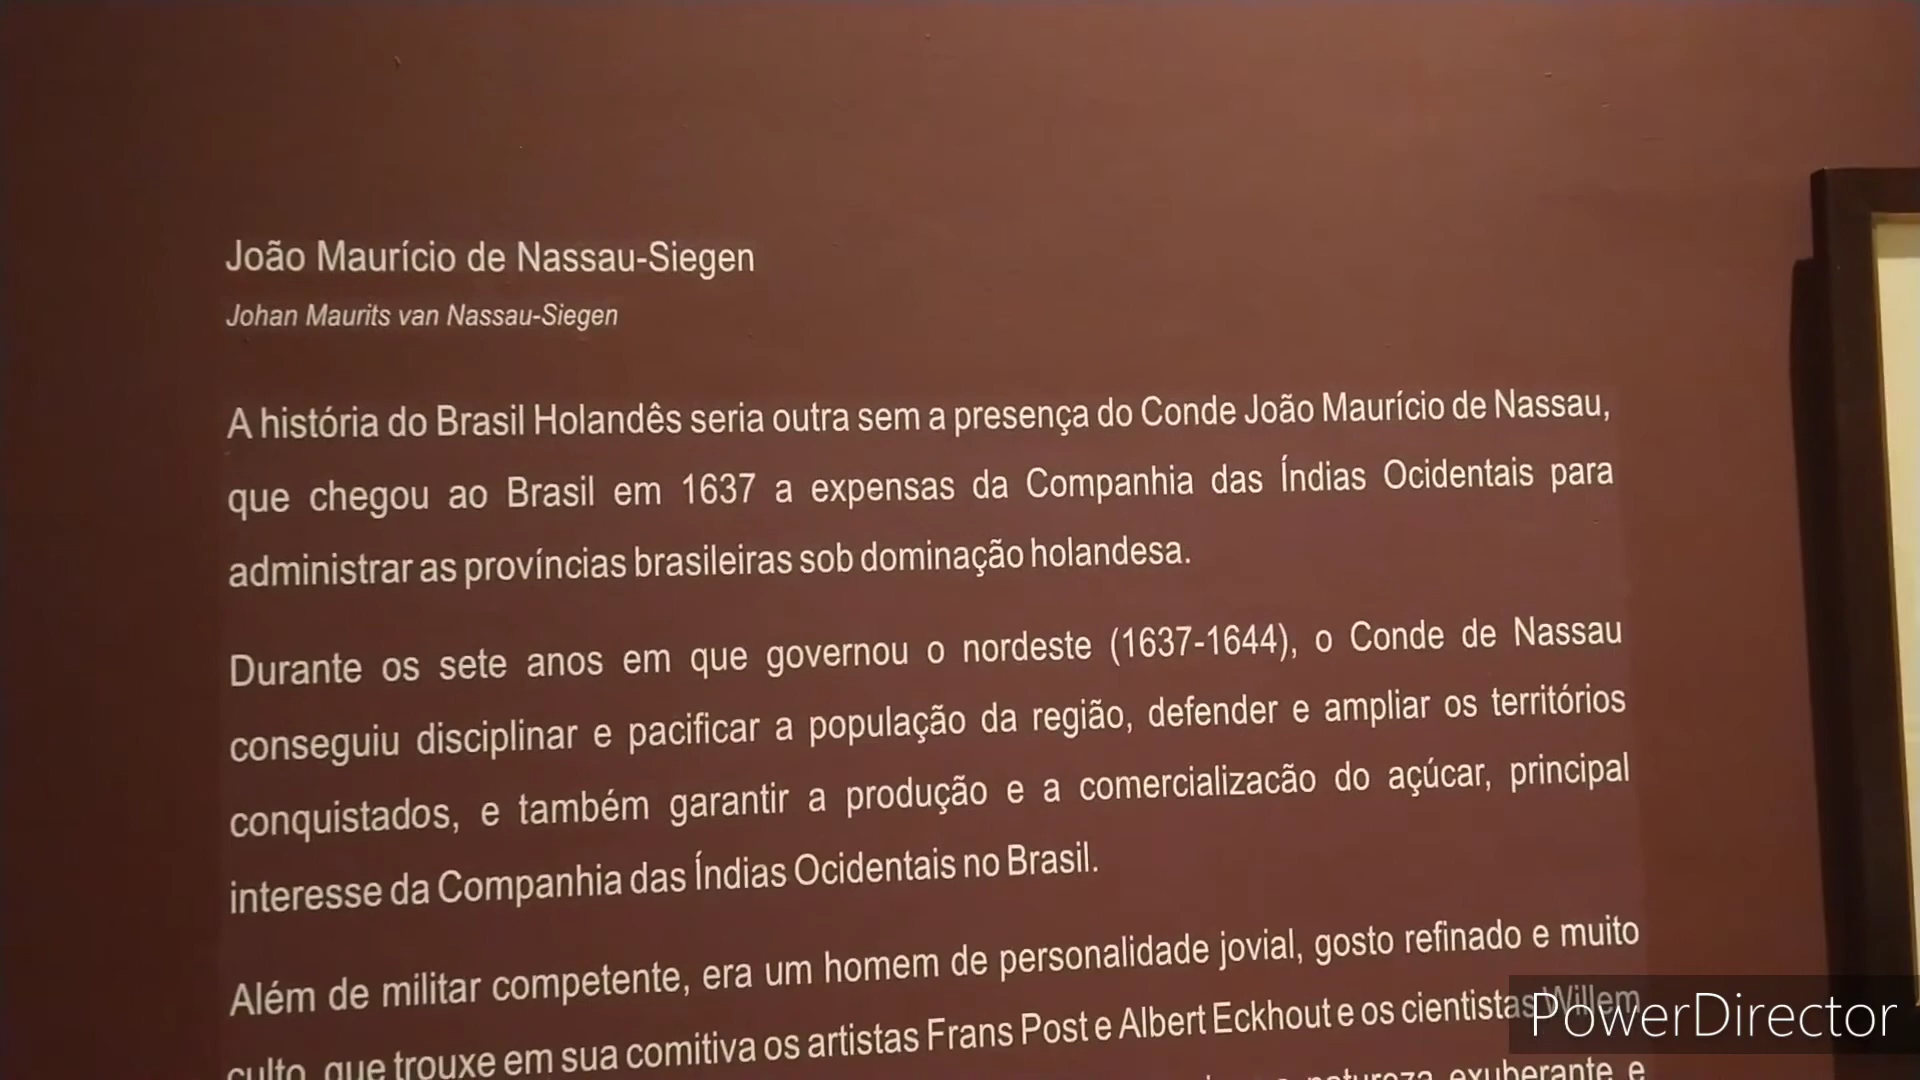 João Maurício de Nassau-Siegen
Johan Maurits van Nassau-Siegen
A história do Brasil Holandês seria outra sem a presença do Conde João Maurício de Nassau,
que chegou ao Brasil em 1637 a expensas da Companhia das Índias Ocidentais para
administrar as províncias brasileiras sob dominação holandesa.
Durante os sete anos em que governou o nordeste (1637-1644), o Conde de Nassau
conseguiu disciplinar e pacificar a população da região, defender e ampliar os territórios
conquistados, e também garantir a produção e a comercializacão do açúcar, principal
interesse da Companhia das Índias Ocidentais no Brasil.
Além de militar competente, era um homem de personalidade jovial, gosto refinado e muito
culto, que trouxe em sua comitiva os artistas Frans Post e Albert Eckhout e os cientistas Willem
natureza exuberante e
PowerDirector